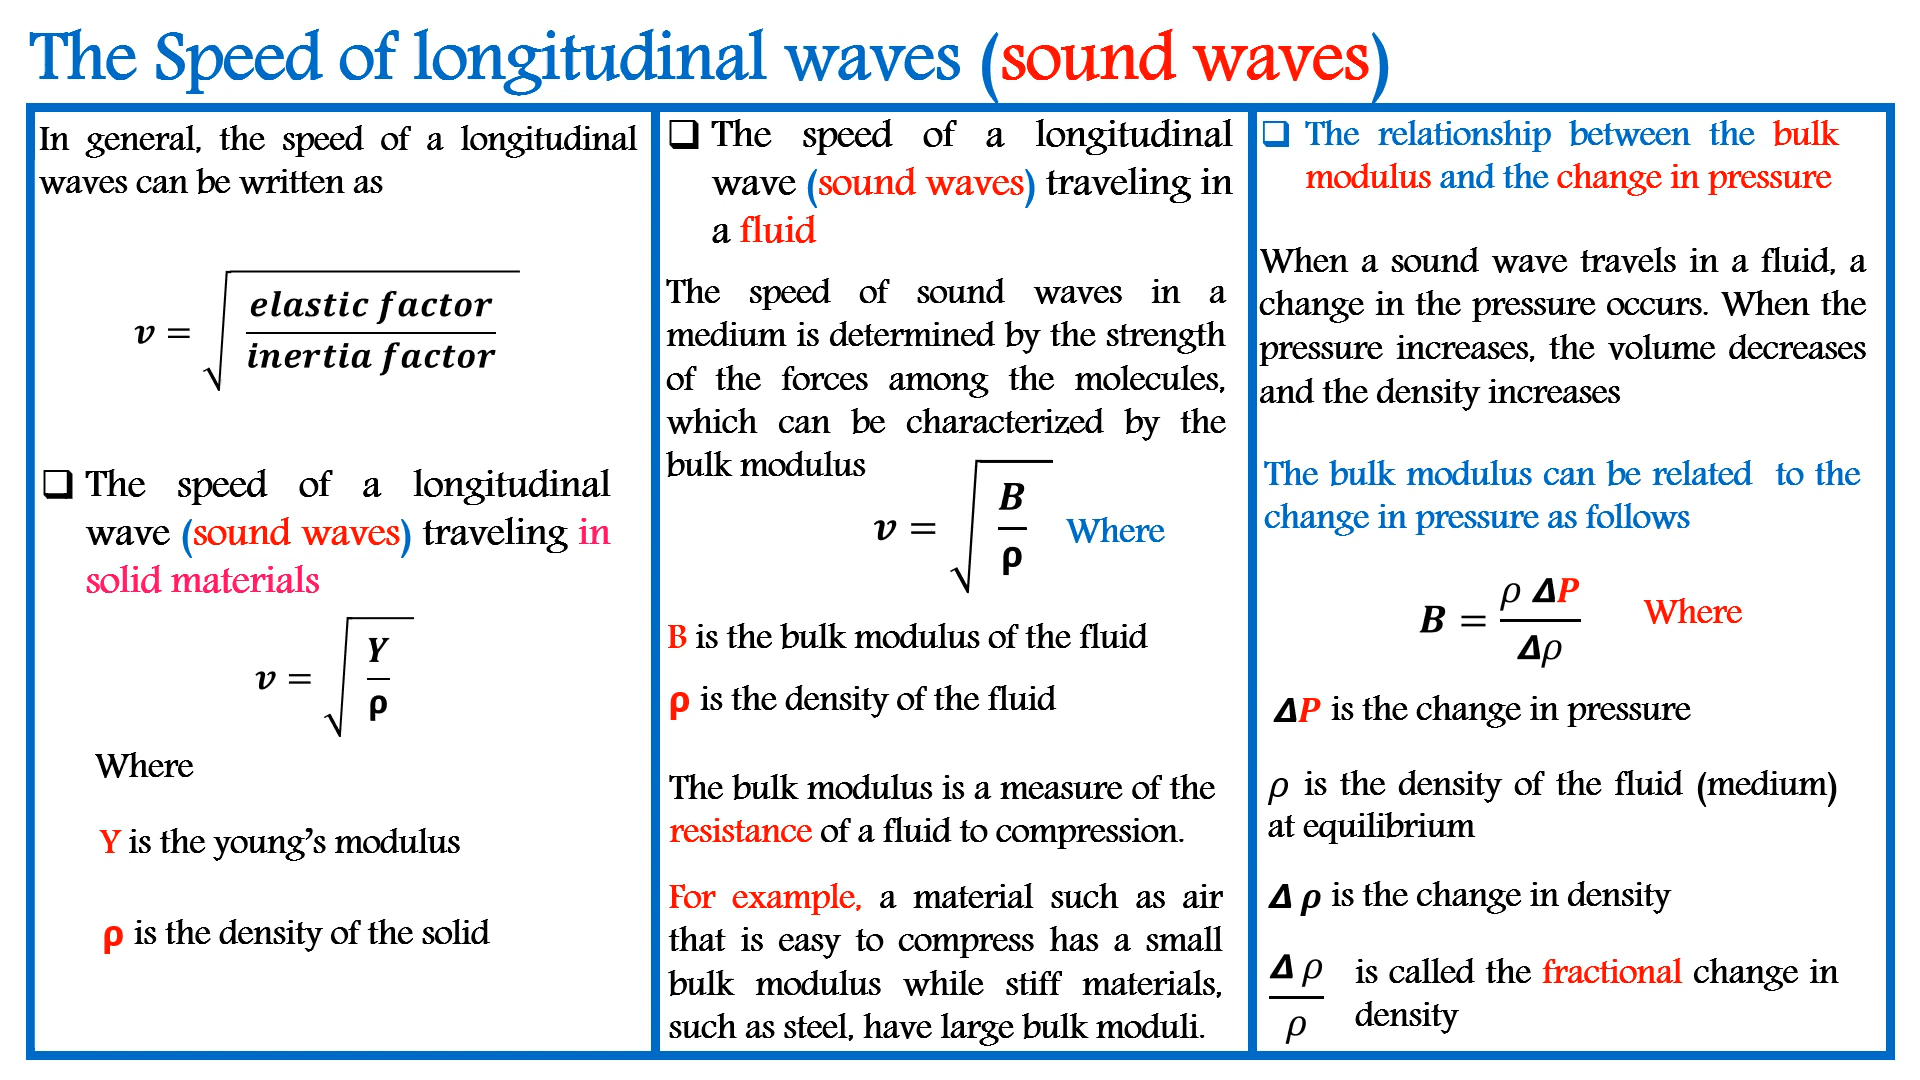 The Speed of longitudinal waves (sound waves)
In general, the speed of a longitudinal
waves can be written as
v = √(elastic factor / inertia factor)
❑ The speed of a longitudinal
wave (sound waves) traveling in
solid materials
v = √(Y / ρ)
Where
Y is the young's modulus
ρ is the density of the solid
❑ The speed of a longitudinal
wave (sound waves) traveling in
a fluid
The speed of sound waves in a
medium is determined by the strength
of the forces among the molecules,
which can be characterized by the
bulk modulus
v = √(B / ρ) Where
B is the bulk modulus of the fluid
ρ is the density of the fluid
The bulk modulus is a measure of the
resistance of a fluid to compression.
For example, a material such as air
that is easy to compress has a small
bulk modulus while stiff materials,
such as steel, have large bulk moduli.
❑ The relationship between the bulk
modulus and the change in pressure
When a sound wave travels in a fluid, a
change in the pressure occurs. When the
pressure increases, the volume decreases
and the density increases
The bulk modulus can be related to the
change in pressure as follows
B = ρ ΔP / Δρ Where
ΔP is the change in pressure
ρ is the density of the fluid (medium)
at equilibrium
Δ ρ is the change in density
Δ ρ / ρ is called the fractional change in
density